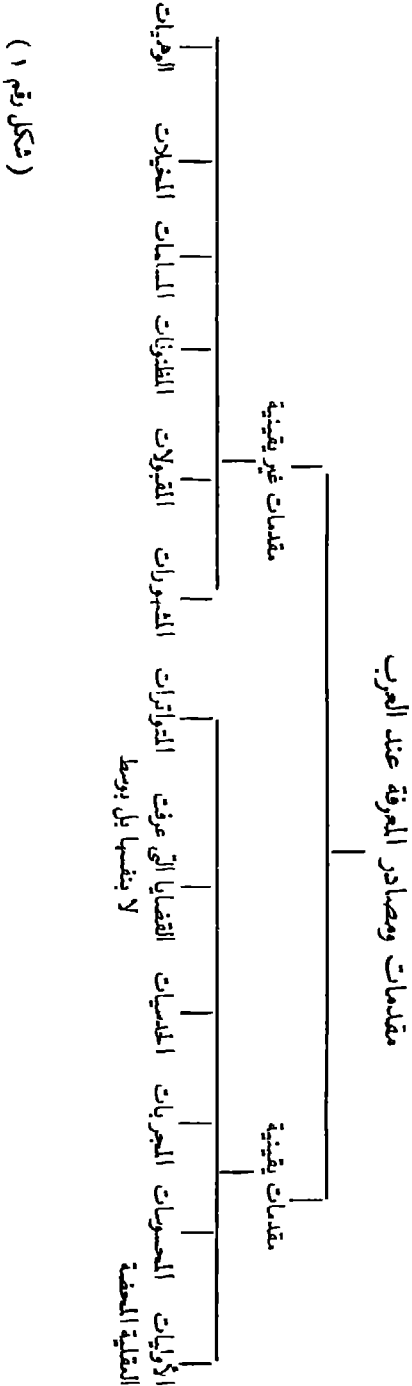 مقدمات ومصادر المعرفة عند العرب
مقدمات يقينية
مقدمات غير يقينية
الأوليات
العقلية المحضة
المحسوسات
المجربات
الحدسيات
القضايا التى عرفت
لا بنفسها بل بوسط
المتواترات
المشهورات
المقبولات
المظنونات
المسلمات
المخيلات
الوهميات
( شكل رقم ١ )